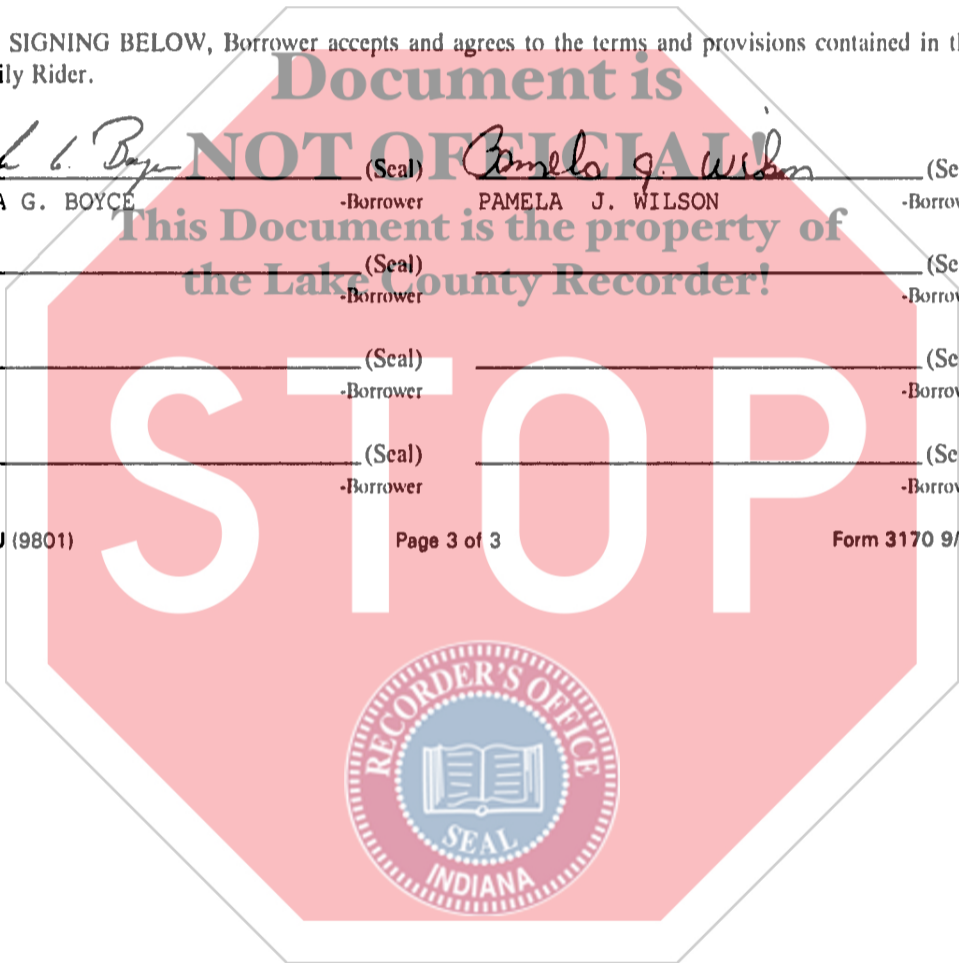 SIGNING BELOW, Borrower accepts and agrees to the terms and provisions contained in th
ily Rider.
Document is
NOT OFFICIAL!
This Document is the property of
the Lake County Recorder!
(Seal) Pamela J. Wilson (Se
A G. BOYCE -Borrower PAMELA J. WILSON -Borrow
(Seal) (Se
-Borrower -Borrow
(Seal) (Se
-Borrower -Borrow
(Seal) (Se
-Borrower -Borrow
(9801) Page 3 of 3 Form 3170 9/
STOP
RECORDER'S OFFICE
SEAL
INDIANA